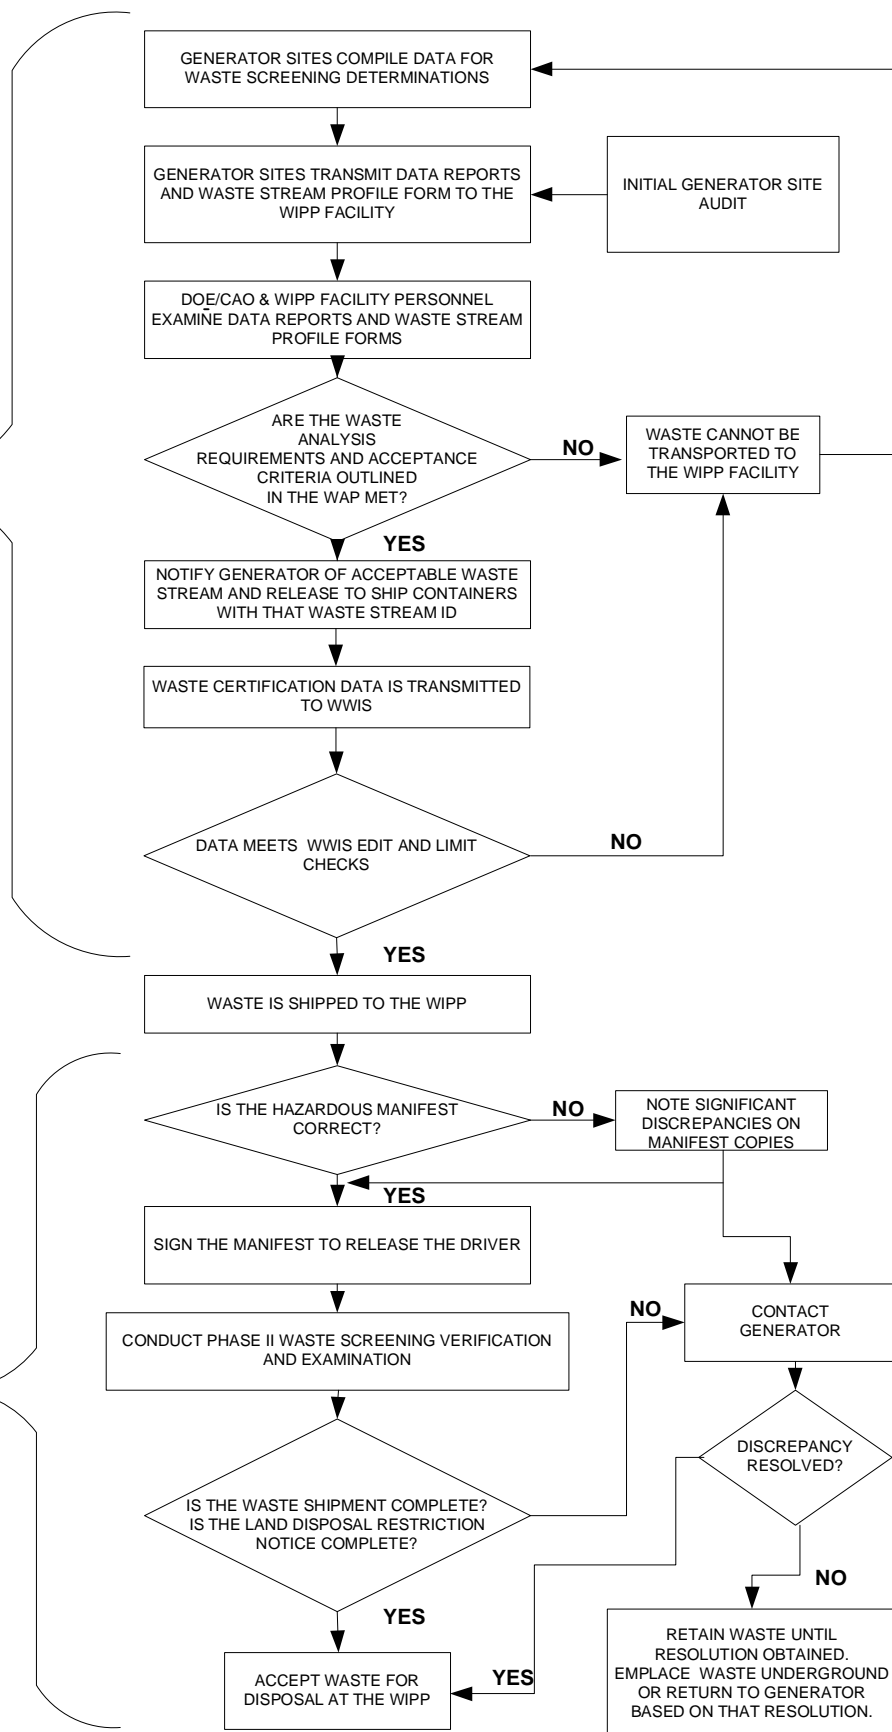 GENERATOR SITES COMPILE DATA FOR
WASTE SCREENING DETERMINATIONS
GENERATOR SITES TRANSMIT DATA REPORTS
AND WASTE STREAM PROFILE FORM TO THE
WIPP FACILITY
INITIAL GENERATOR SITE
AUDIT
DOE/CAO & WIPP FACILITY PERSONNEL
EXAMINE DATA REPORTS AND WASTE STREAM
PROFILE FORMS
ARE THE WASTE
ANALYSIS
REQUIREMENTS AND ACCEPTANCE
CRITERIA OUTLINED
IN THE WAP MET?
NO
WASTE CANNOT BE
TRANSPORTED TO
THE WIPP FACILITY
YES
NOTIFY GENERATOR OF ACCEPTABLE WASTE
STREAM AND RELEASE TO SHIP CONTAINERS
WITH THAT WASTE STREAM ID
WASTE CERTIFICATION DATA IS TRANSMITTED
TO WWIS
DATA MEETS WWIS EDIT AND LIMIT
CHECKS
NO
YES
WASTE IS SHIPPED TO THE WIPP
IS THE HAZARDOUS MANIFEST
CORRECT?
NO
NOTE SIGNIFICANT
DISCREPANCIES ON
MANIFEST COPIES
YES
SIGN THE MANIFEST TO RELEASE THE DRIVER
CONDUCT PHASE II WASTE SCREENING VERIFICATION
AND EXAMINATION
NO
CONTACT
GENERATOR
DISCREPANCY
RESOLVED?
IS THE WASTE SHIPMENT COMPLETE?
IS THE LAND DISPOSAL RESTRICTION
NOTICE COMPLETE?
NO
YES
ACCEPT WASTE FOR
DISPOSAL AT THE WIPP
YES
RETAIN WASTE UNTIL
RESOLUTION OBTAINED.
EMPLACE WASTE UNDERGROUND
OR RETURN TO GENERATOR
BASED ON THAT RESOLUTION.